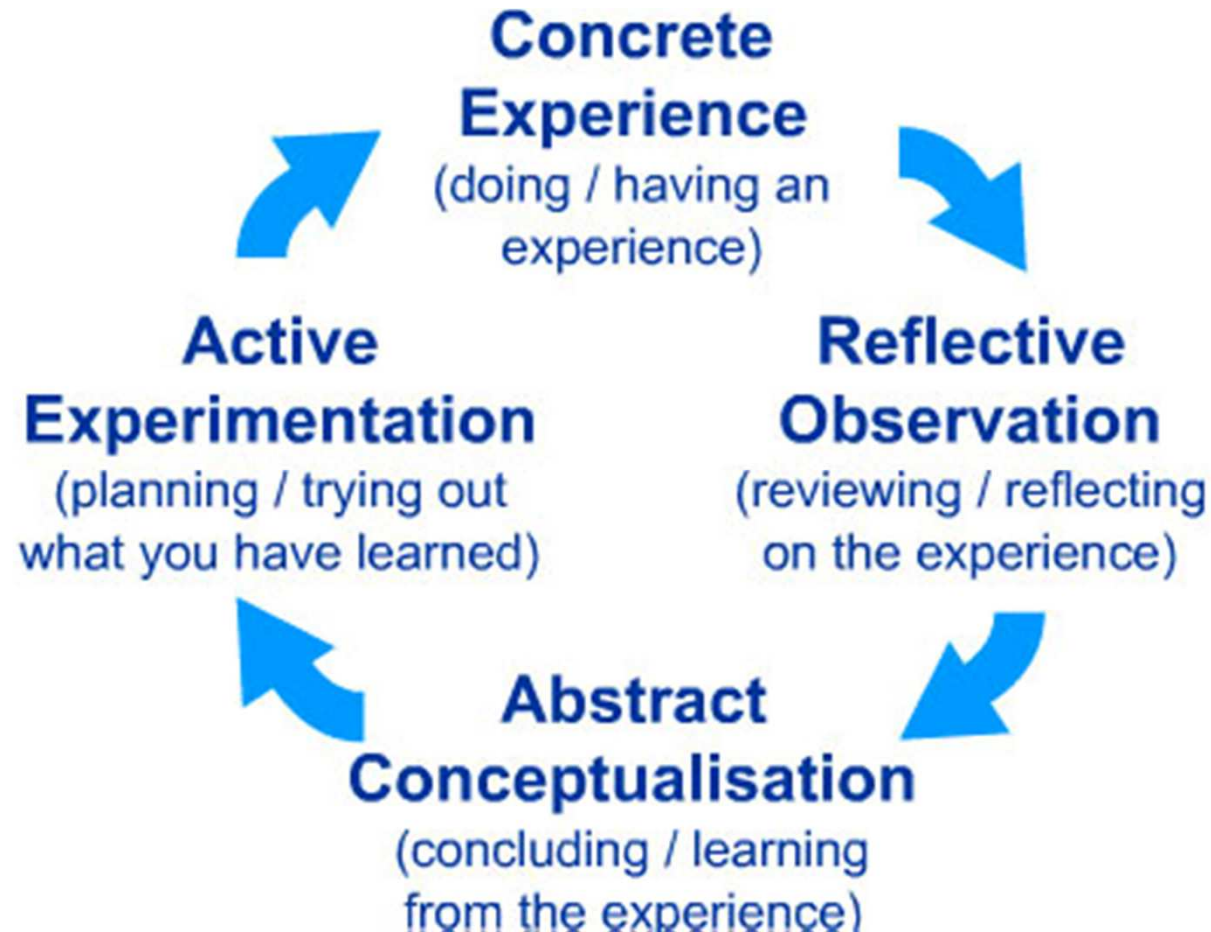 Concrete
Experience
(doing / having an
experience)
Reflective
Observation
(reviewing / reflecting
on the experience)
Abstract
Conceptualisation
(concluding / learning
from the experience)
Active
Experimentation
(planning / trying out
what you have learned)